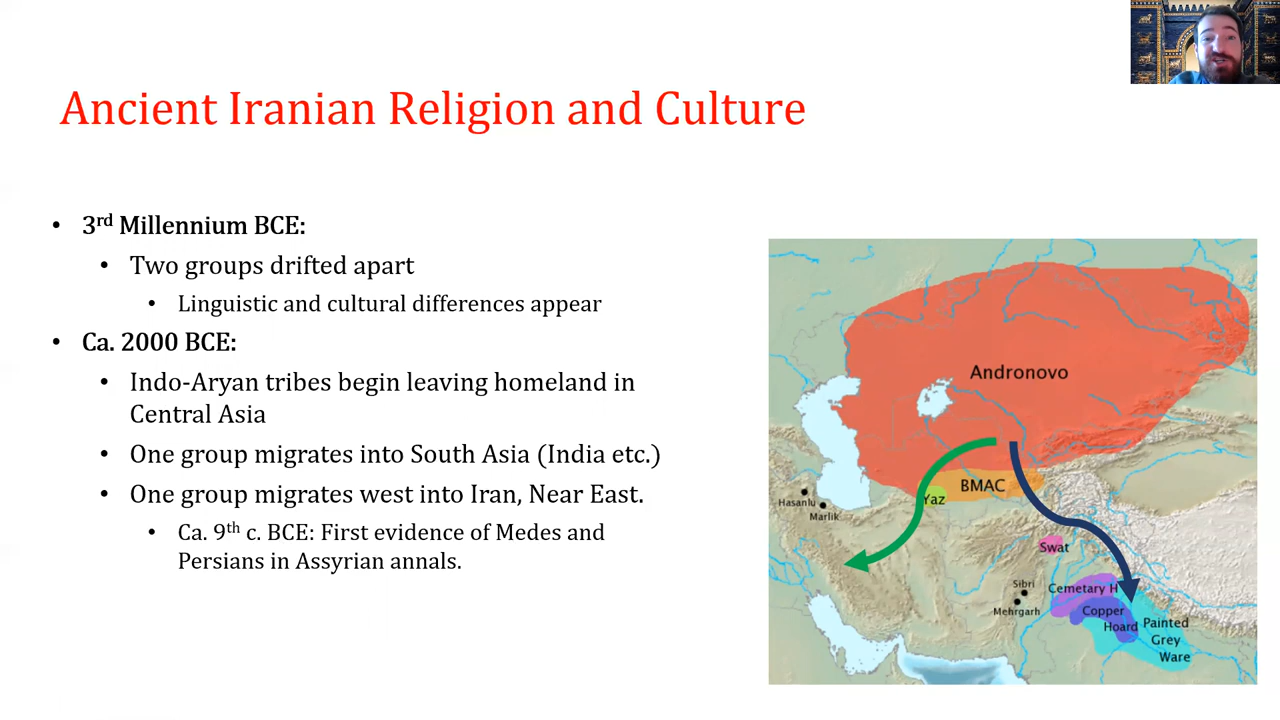 Ancient Iranian Religion and Culture
• 3rd Millennium BCE:
• Two groups drifted apart
• Linguistic and cultural differences appear
• Ca. 2000 BCE:
• Indo-Aryan tribes begin leaving homeland in
Central Asia
• One group migrates into South Asia (India etc.)
• One group migrates west into Iran, Near East.
• Ca. 9th c. BCE: First evidence of Medes and
Persians in Assyrian annals.
Andronovo
BMAC
Yaz
Hasanlu
Marlik
Swat
Sibri
Mehrgarh
Cemetary H
Copper
Hoard
Painted
Grey
Ware